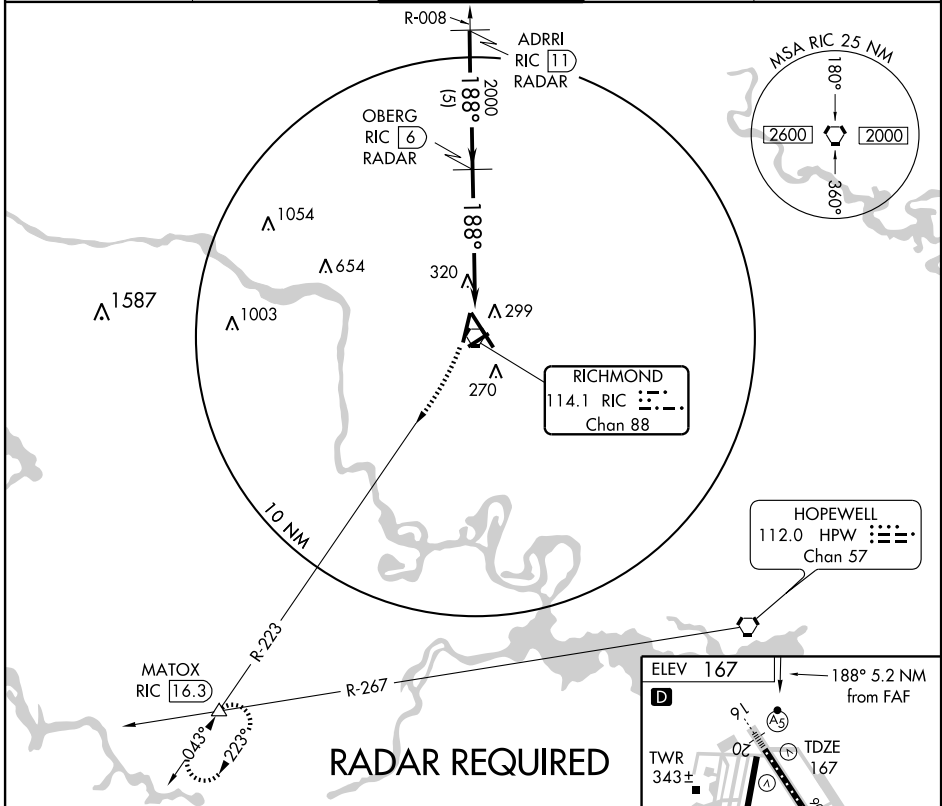 R-008
ADRRI
RIC 11
RADAR
2000
188°
(5)
OBERG
RIC 6
RADAR
188°
MSA RIC 25 NM
180°
2600
2000
360°
1054
654
1587
1003
320
299
270
RICHMOND
114.1 RIC
Chan 88
10 NM
HOPEWELL
112.0 HPW
Chan 57
R-223
R-267
MATOX
RIC 16.3
043°
223°
RADAR REQUIRED
ELEV 167
188° 5.2 NM
from FAF
D
16
A5
20
TDZE
167
TWR
343±
V